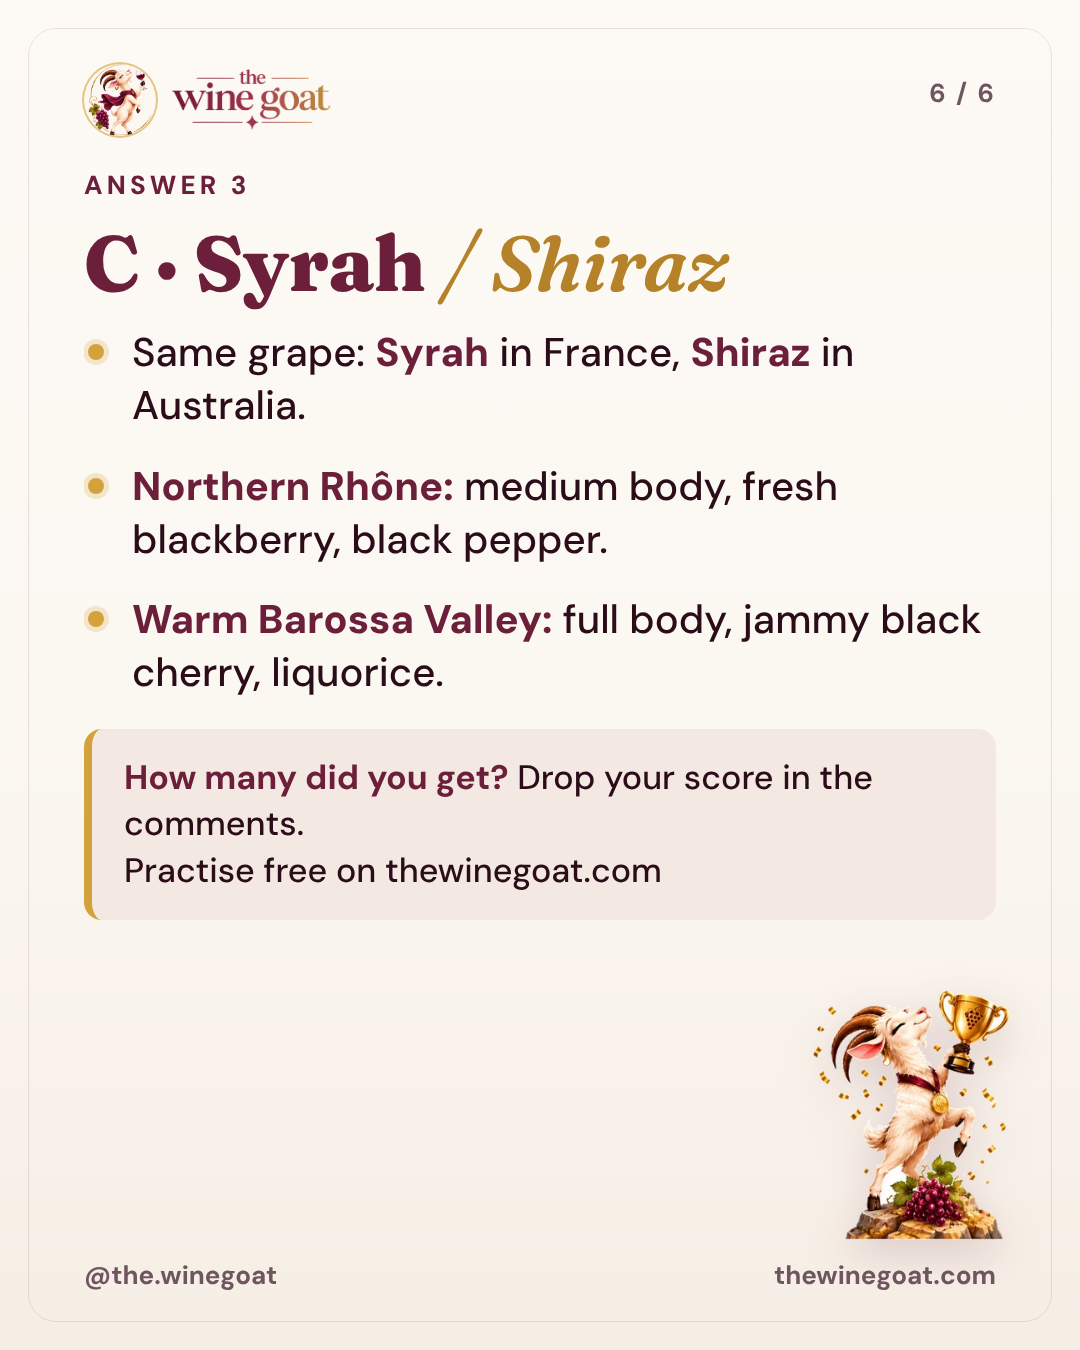 the
wine goat
6 / 6
ANSWER 3
C · Syrah / Shiraz
Same grape: Syrah in France, Shiraz in
Australia.
Northern Rhône: medium body, fresh
blackberry, black pepper.
Warm Barossa Valley: full body, jammy black
cherry, liquorice.
How many did you get? Drop your score in the
comments.
Practise free on thewinegoat.com
@the.winegoat
thewinegoat.com